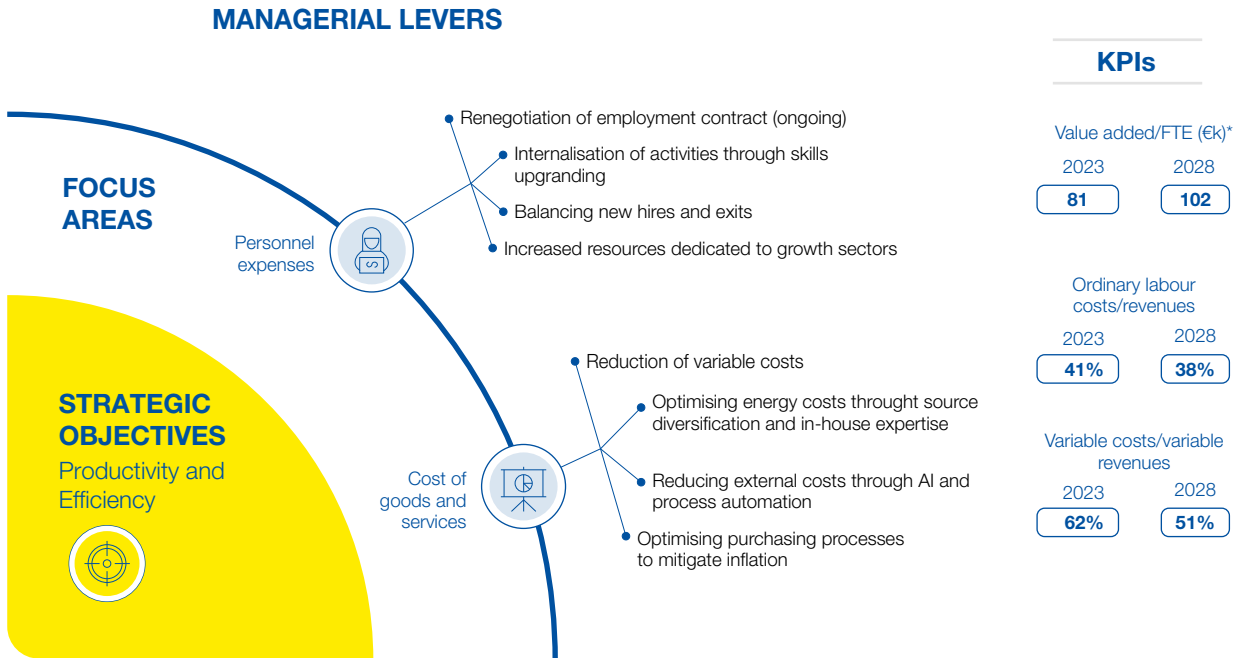 MANAGERIAL LEVERS
FOCUS
AREAS
STRATEGIC
OBJECTIVES
Productivity and
Efficiency
Personnel
expenses
Renegotiation of employment contract (ongoing)
Internalisation of activities through skills
upgranding
Balancing new hires and exits
Increased resources dedicated to growth sectors
Cost of
goods and
services
Reduction of variable costs
Optimising energy costs throught source
diversification and in-house expertise
Reducing external costs through AI and
process automation
Optimising purchasing processes
to mitigate inflation
KPIs
Value added/FTE (€k)*
2023 2028
81 102
Ordinary labour
costs/revenues
2023 2028
41% 38%
Variable costs/variable
revenues
2023 2028
62% 51%